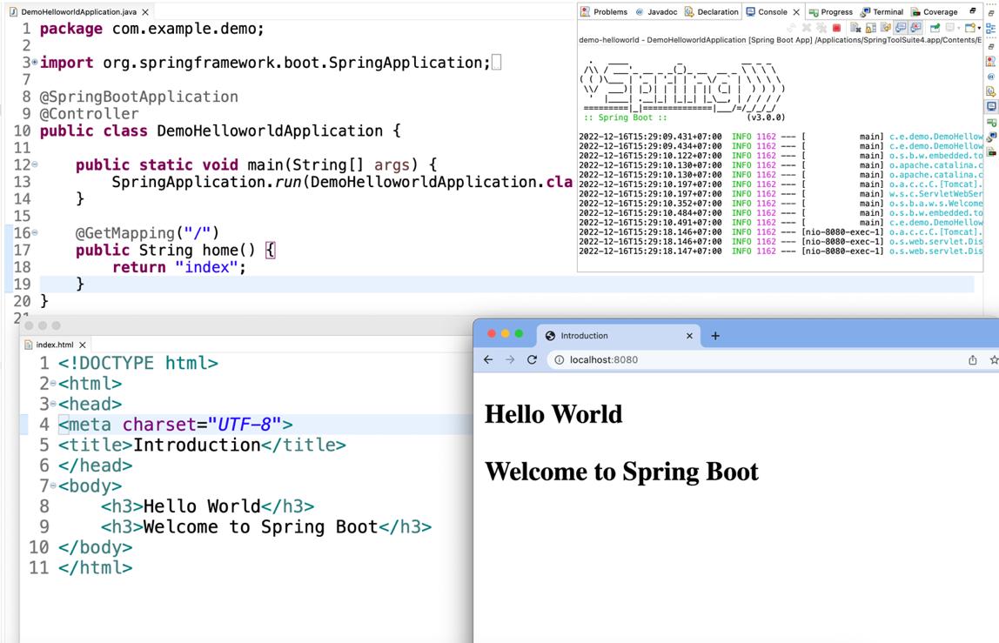 DemoHelloworldApplication.java
1 package com.example.demo;
2
3 import org.springframework.boot.SpringApplication;
7
8 @SpringBootApplication
9 @Controller
10 public class DemoHelloworldApplication {
11
12 public static void main(String[] args) {
13 SpringApplication.run(DemoHelloworldApplication.cla
14 }
15
16 @GetMapping("/")
17 public String home() {
18 return "index";
19 }
20 }
21
Problems Javadoc Declaration Console Progress Terminal Coverage
demo-helloworld - DemoHelloworldApplication [Spring Boot App] /Applications/SpringToolSuite4.app/Contents/E
:: Spring Boot :: (v3.0.0)
2022-12-16T15:29:09.431+07:00 INFO 1162 --- [ main] c.e.demo.DemoHellow
2022-12-16T15:29:09.434+07:00 INFO 1162 --- [ main] c.e.demo.DemoHellow
2022-12-16T15:29:10.122+07:00 INFO 1162 --- [ main] o.s.b.w.embedded.to
2022-12-16T15:29:10.130+07:00 INFO 1162 --- [ main] o.apache.catalina.c
2022-12-16T15:29:10.130+07:00 INFO 1162 --- [ main] o.apache.catalina.c
2022-12-16T15:29:10.197+07:00 INFO 1162 --- [ main] o.a.c.c.C.[Tomcat].
2022-12-16T15:29:10.197+07:00 INFO 1162 --- [ main] w.s.c.ServletWebSer
2022-12-16T15:29:10.352+07:00 INFO 1162 --- [ main] o.s.b.a.w.s.Welcome
2022-12-16T15:29:10.484+07:00 INFO 1162 --- [ main] o.s.b.w.embedded.to
2022-12-16T15:29:10.491+07:00 INFO 1162 --- [ main] c.e.demo.DemoHellow
2022-12-16T15:29:18.146+07:00 INFO 1162 --- [nio-8080-exec-1] o.a.c.c.C.[Tomcat].
2022-12-16T15:29:18.146+07:00 INFO 1162 --- [nio-8080-exec-1] o.s.web.servlet.Dis
2022-12-16T15:29:18.147+07:00 INFO 1162 --- [nio-8080-exec-1] o.s.web.servlet.Dis
index.html
1 <!DOCTYPE html>
2 <html>
3 <head>
4 <meta charset="UTF-8">
5 <title>Introduction</title>
6 </head>
7 <body>
8 <h3>Hello World</h3>
9 <h3>Welcome to Spring Boot</h3>
10 </body>
11 </html>
Introduction
localhost:8080
Hello World
Welcome to Spring Boot